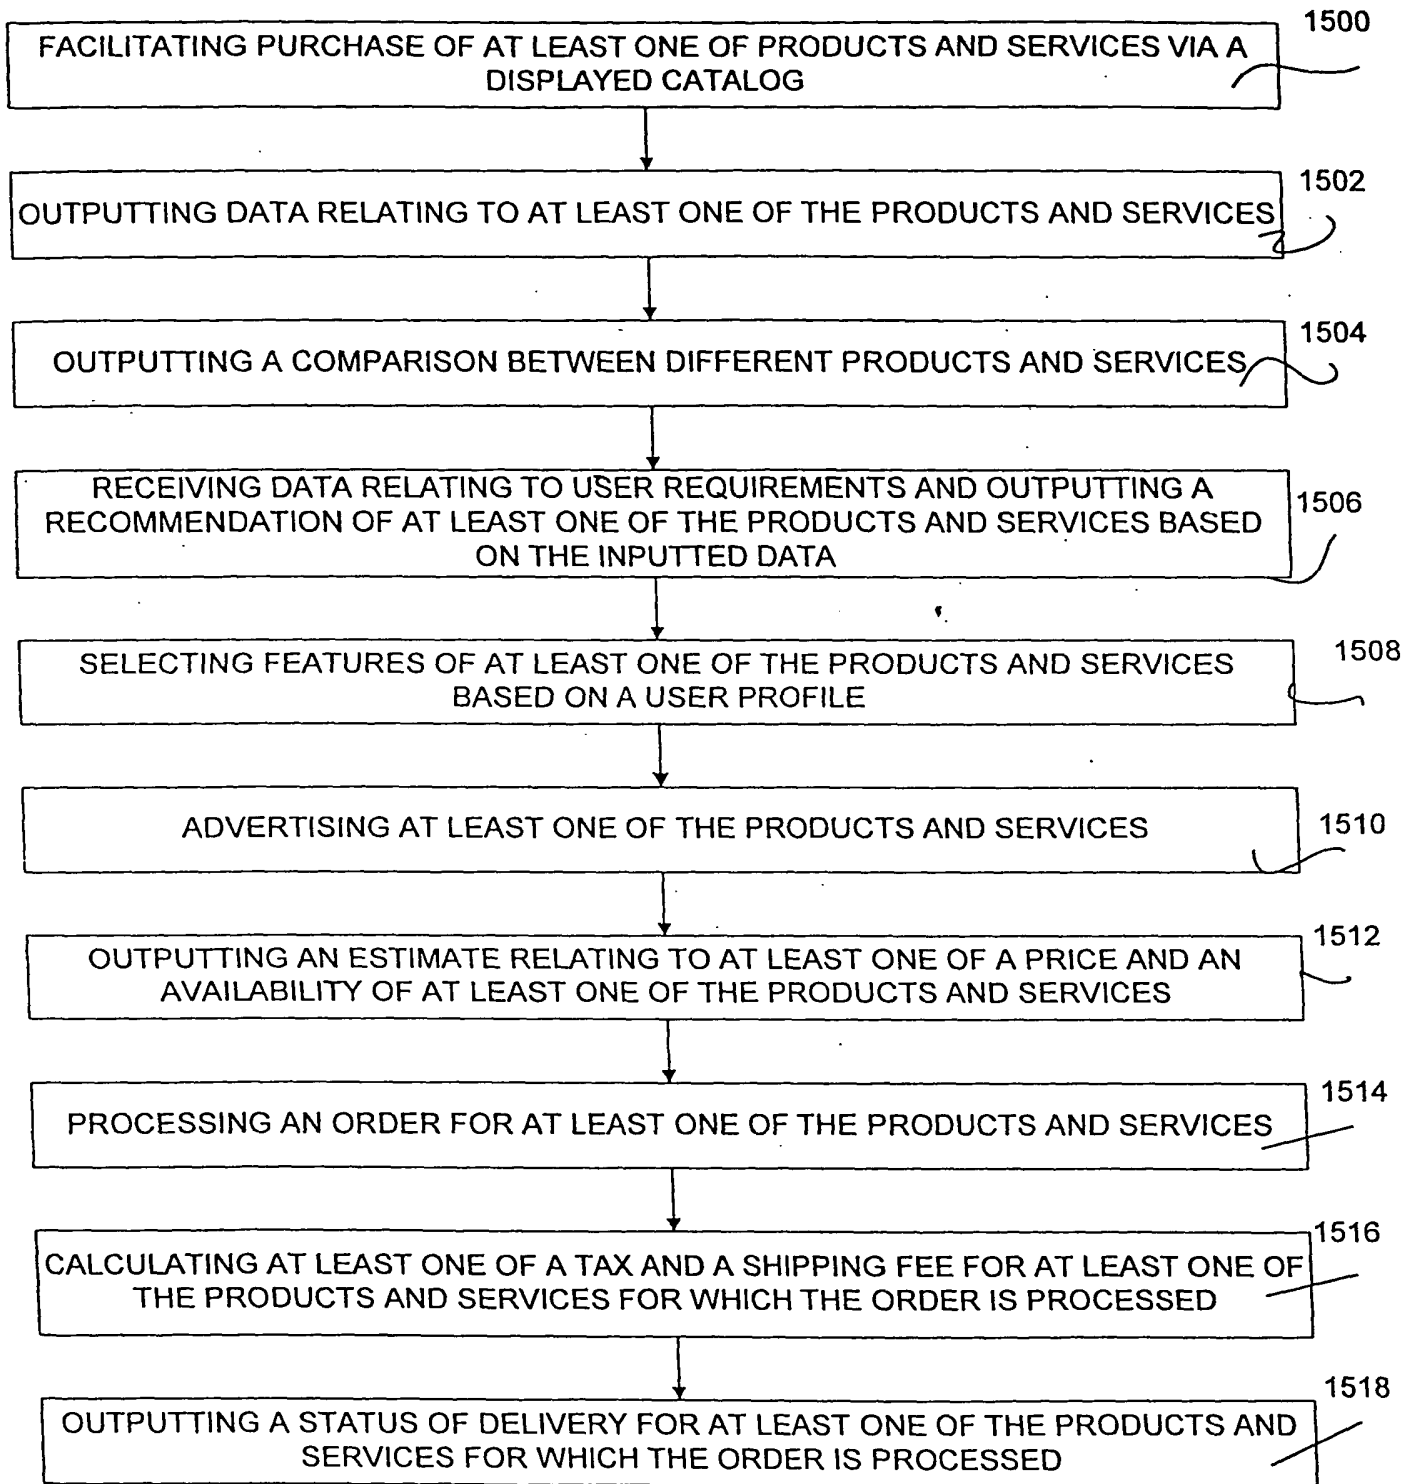 1500
FACILITATING PURCHASE OF AT LEAST ONE OF PRODUCTS AND SERVICES VIA A
DISPLAYED CATALOG
1502
OUTPUTTING DATA RELATING TO AT LEAST ONE OF THE PRODUCTS AND SERVICES
1504
OUTPUTTING A COMPARISON BETWEEN DIFFERENT PRODUCTS AND SERVICES
1506
RECEIVING DATA RELATING TO USER REQUIREMENTS AND OUTPUTTING A
RECOMMENDATION OF AT LEAST ONE OF THE PRODUCTS AND SERVICES BASED
ON THE INPUTTED DATA
1508
SELECTING FEATURES OF AT LEAST ONE OF THE PRODUCTS AND SERVICES
BASED ON A USER PROFILE
1510
ADVERTISING AT LEAST ONE OF THE PRODUCTS AND SERVICES
1512
OUTPUTTING AN ESTIMATE RELATING TO AT LEAST ONE OF A PRICE AND AN
AVAILABILITY OF AT LEAST ONE OF THE PRODUCTS AND SERVICES
1514
PROCESSING AN ORDER FOR AT LEAST ONE OF THE PRODUCTS AND SERVICES
1516
CALCULATING AT LEAST ONE OF A TAX AND A SHIPPING FEE FOR AT LEAST ONE OF
THE PRODUCTS AND SERVICES FOR WHICH THE ORDER IS PROCESSED
1518
OUTPUTTING A STATUS OF DELIVERY FOR AT LEAST ONE OF THE PRODUCTS AND
SERVICES FOR WHICH THE ORDER IS PROCESSED